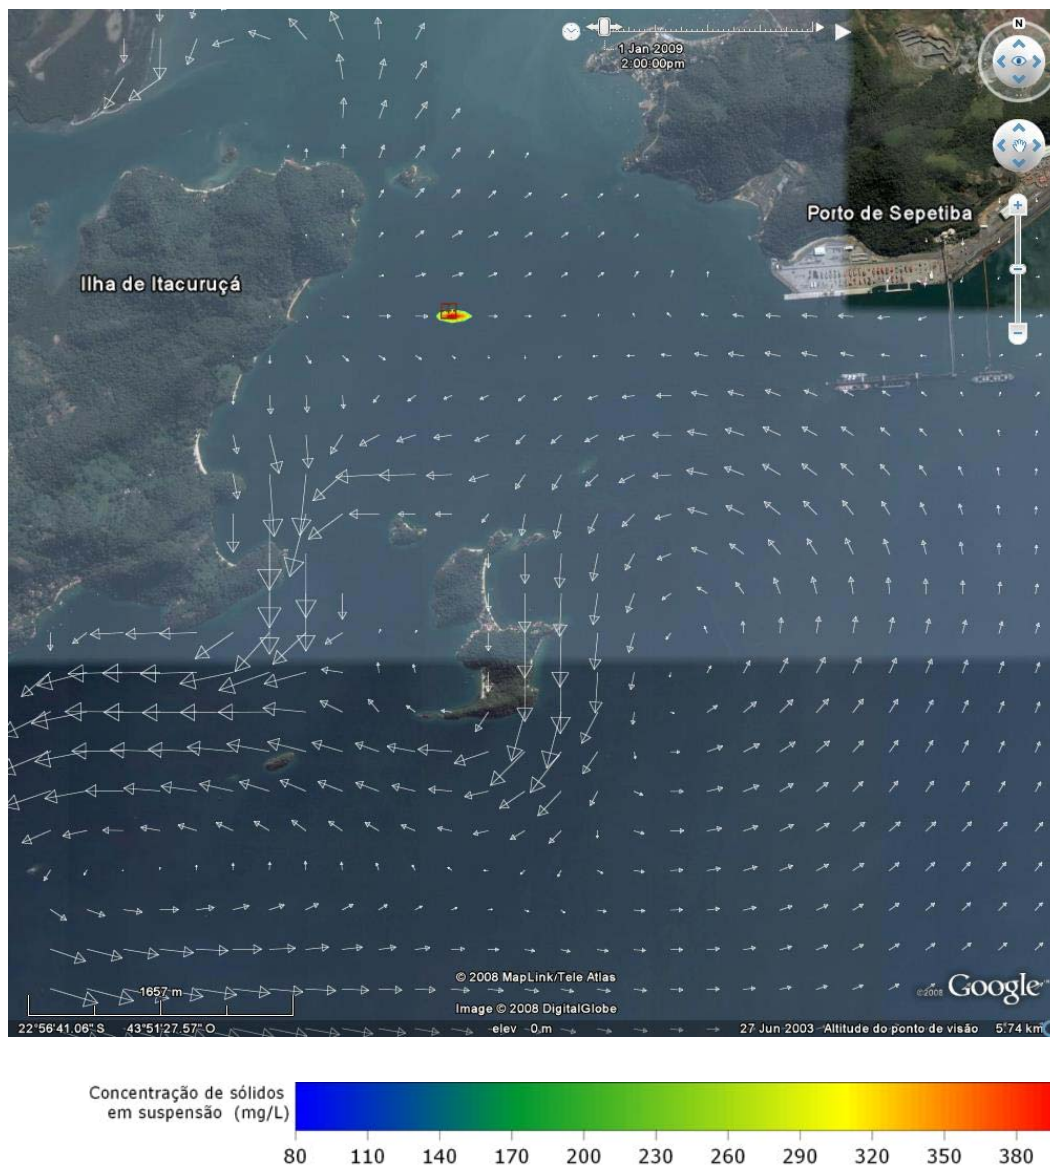 N
1 Jan 2009
2:00:00pm
Porto de Sepetiba
Ilha de Itacuruçá
© 2008 MapLink/Tele Atlas
1657 m
Image © 2008 DigitalGlobe
©2008 Google
22°56'41.06" S 43°51'27.57" O
elev 0 m
27 Jun 2003
Altitude do ponto de visão 5.74 km
Concentração de sólidos
em suspensão (mg/L)
80 110 140 170 200 230 260 290 320 350 380